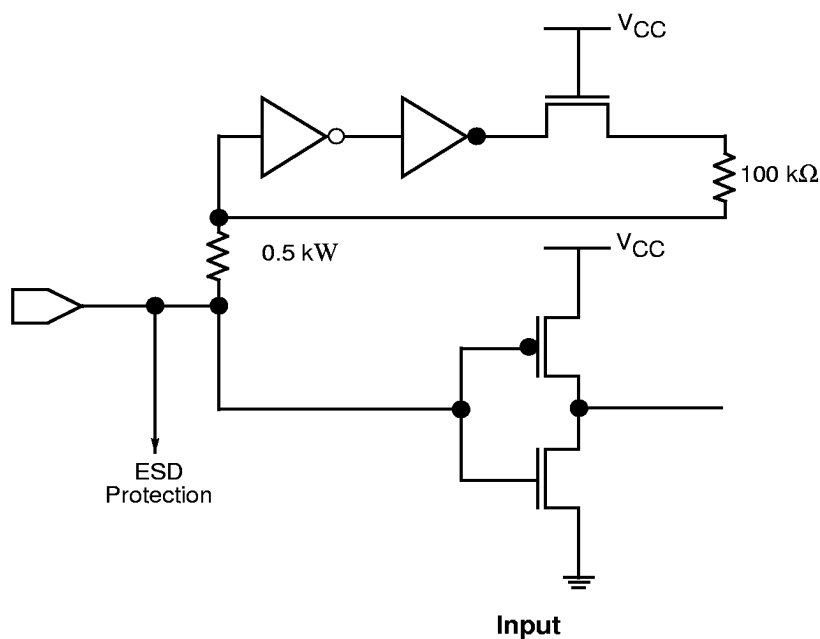 VCC
100 kΩ
0.5 kW
VCC
ESD
Protection
Input